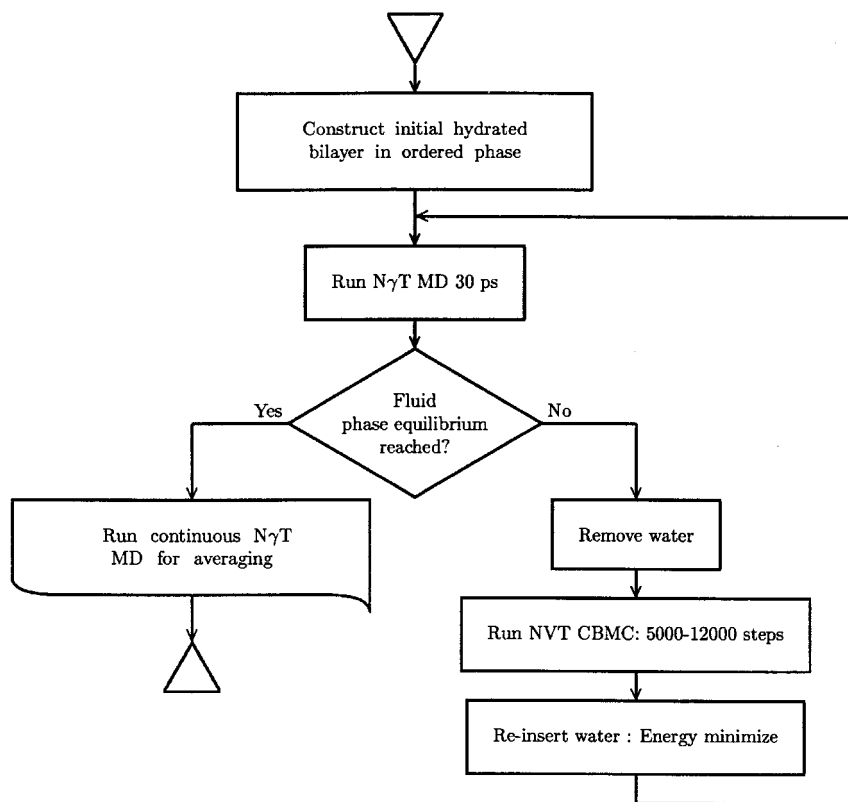 Construct initial hydrated
bilayer in ordered phase
Run NγT MD 30 ps
Fluid
phase equilibrium
reached?
Yes
No
Run continuous NγT
MD for averaging
Remove water
Run NVT CBMC: 5000-12000 steps
Re-insert water : Energy minimize